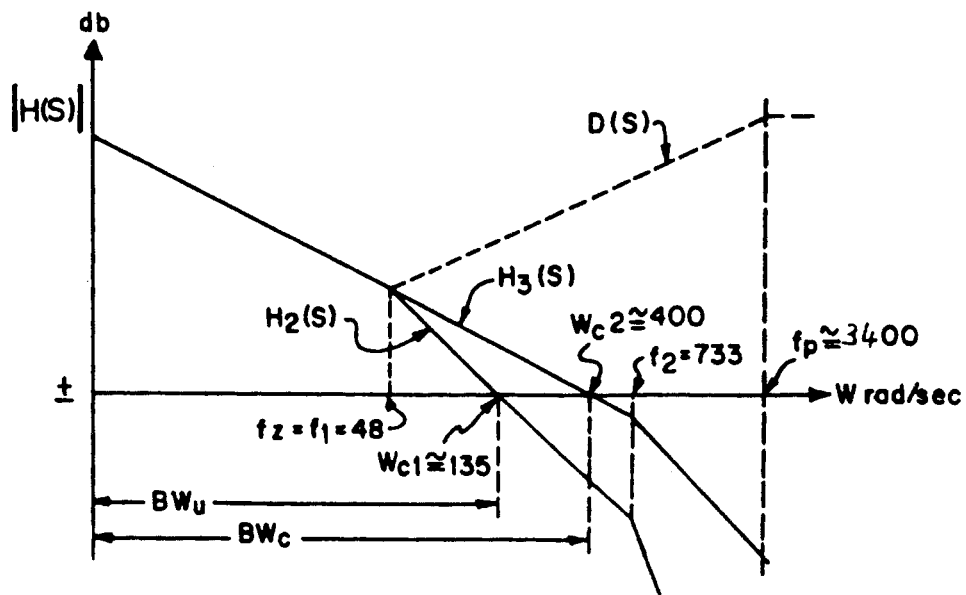 db
|H(S)|
D(S)
H3(S)
H2(S)
Wc2≅400
f2=733
fp≅3400
±
W rad/sec
fz=f1=48
Wc1≅135
BWu
BWc